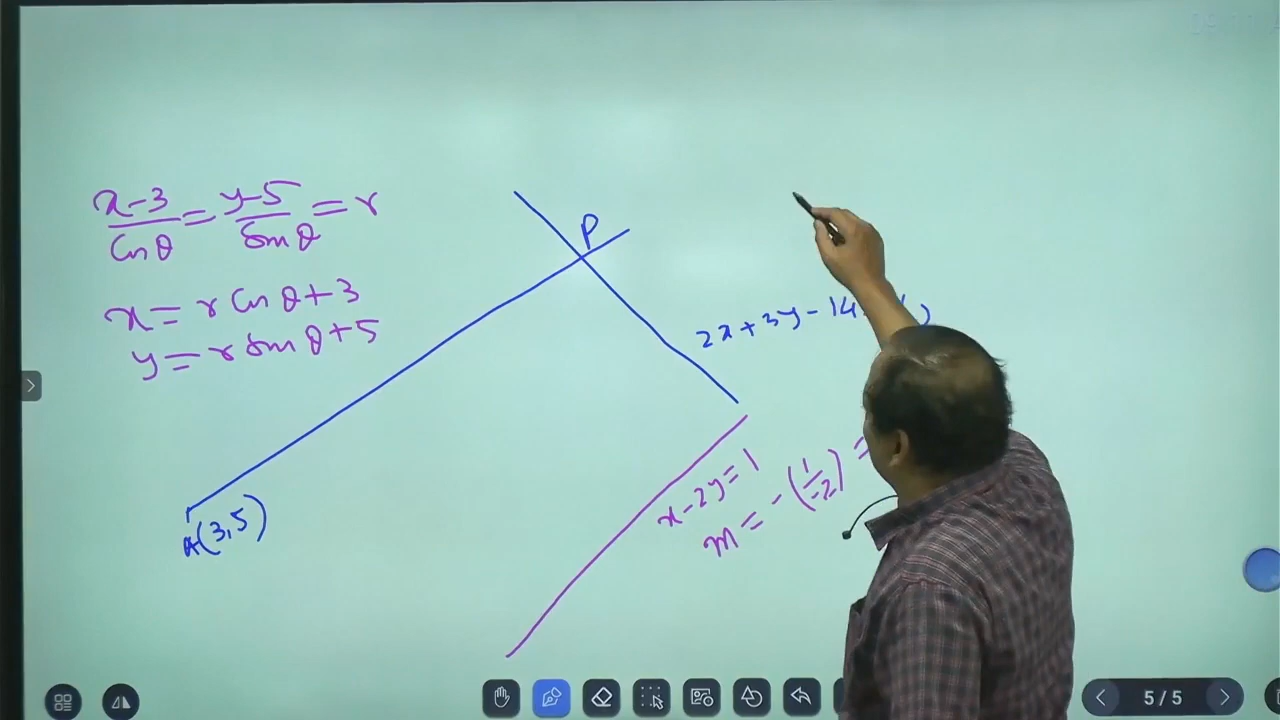 x-3/cosθ = y-5/sinθ = r
x = r cosθ + 3
y = r sinθ + 5
P
2x+3y-14
A(3,5)
x-2y=1
m = -(1/-2) =
5/5